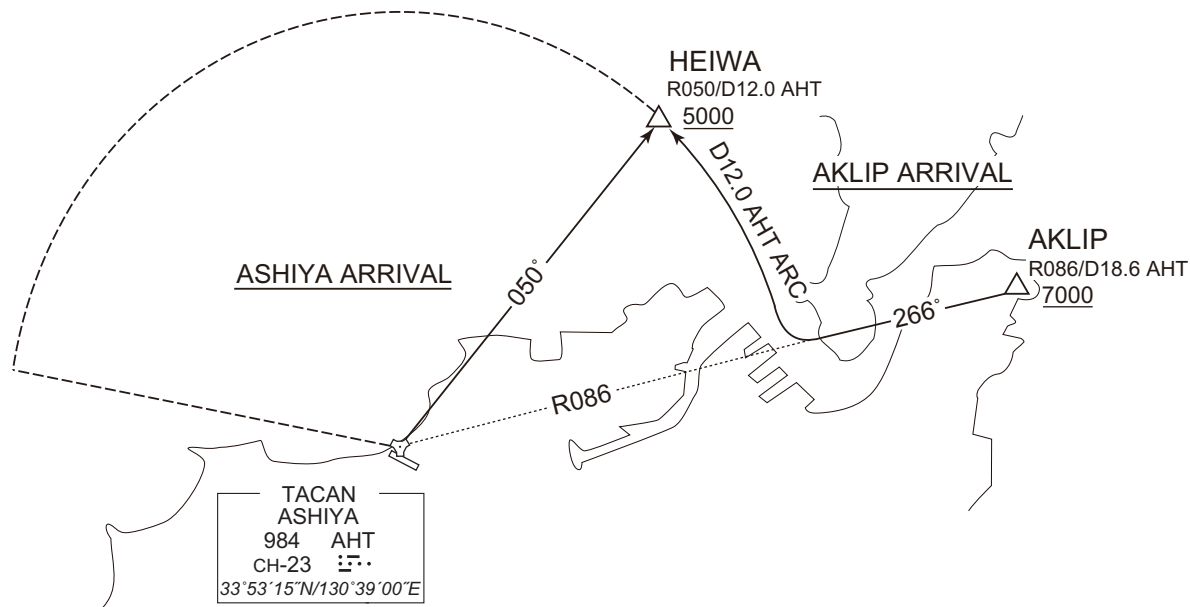 HEIWA
R050/D12.0 AHT
5000
D12.0 AHT ARC
AKLIP ARRIVAL
AKLIP
R086/D18.6 AHT
7000
266°
ASHIYA ARRIVAL
050°
R086
TACAN
ASHIYA
984 AHT
CH-23
33°53´15˝N/130°39´00˝E